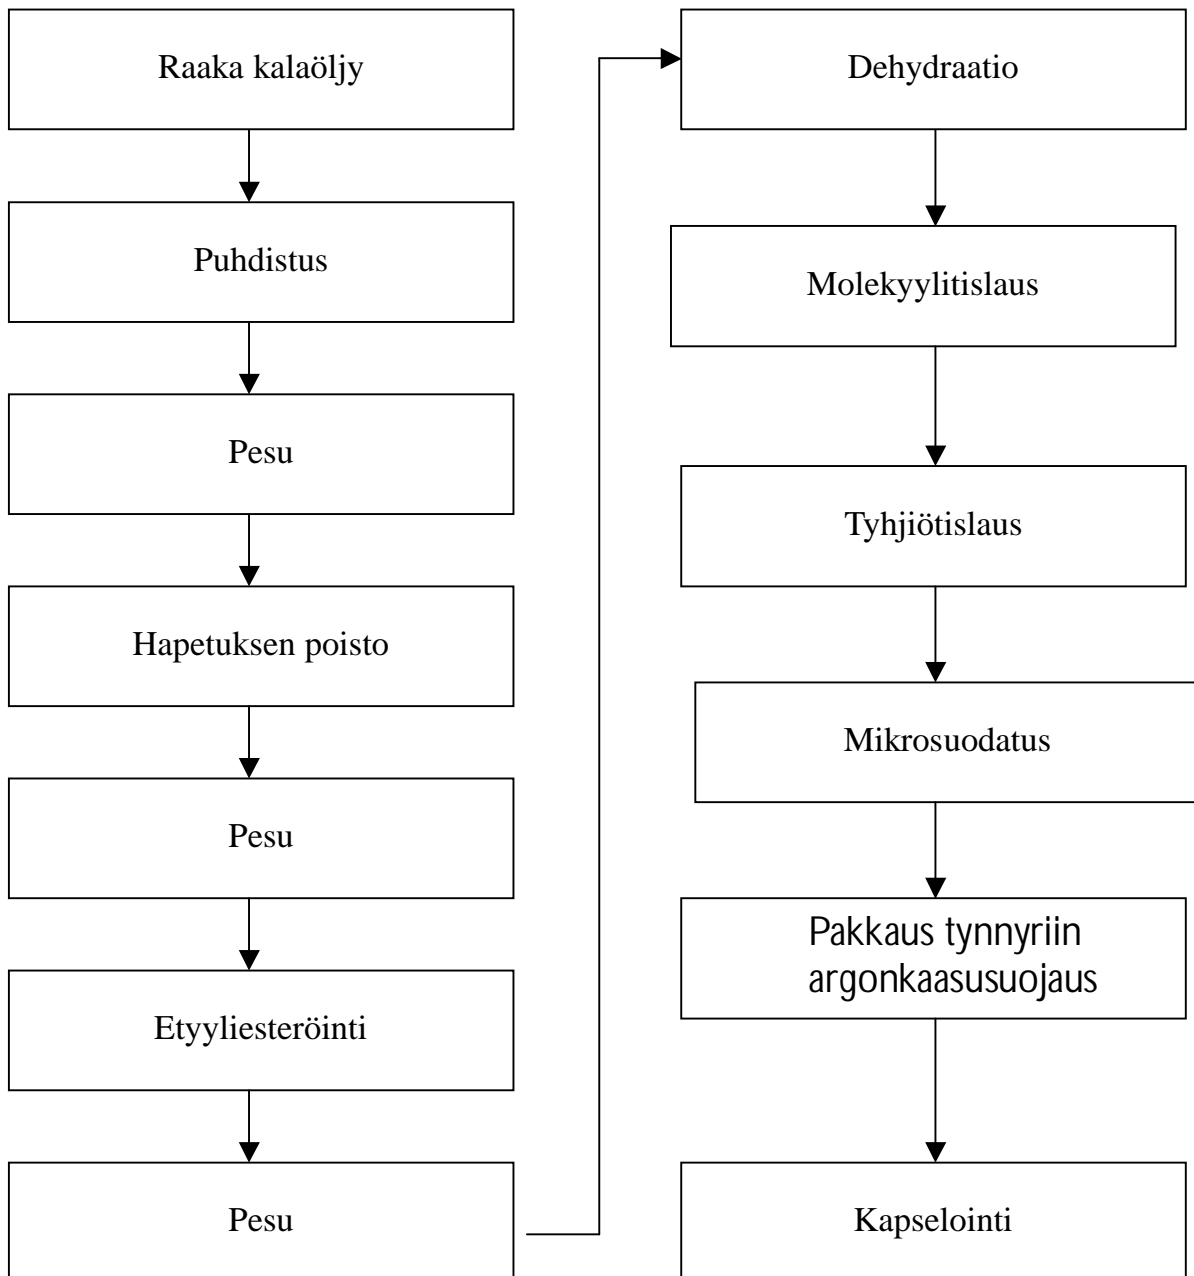 Raaka kalaöljy
Puhdistus
Pesu
Hapetuksen poisto
Pesu
Etyyliesteröinti
Pesu
Dehydraatio
Molekyylitislaus
Tyhjiötislaus
Mikrosuodatus
Pakkaus tynnyriin
argonkaasusuojaus
Kapselointi